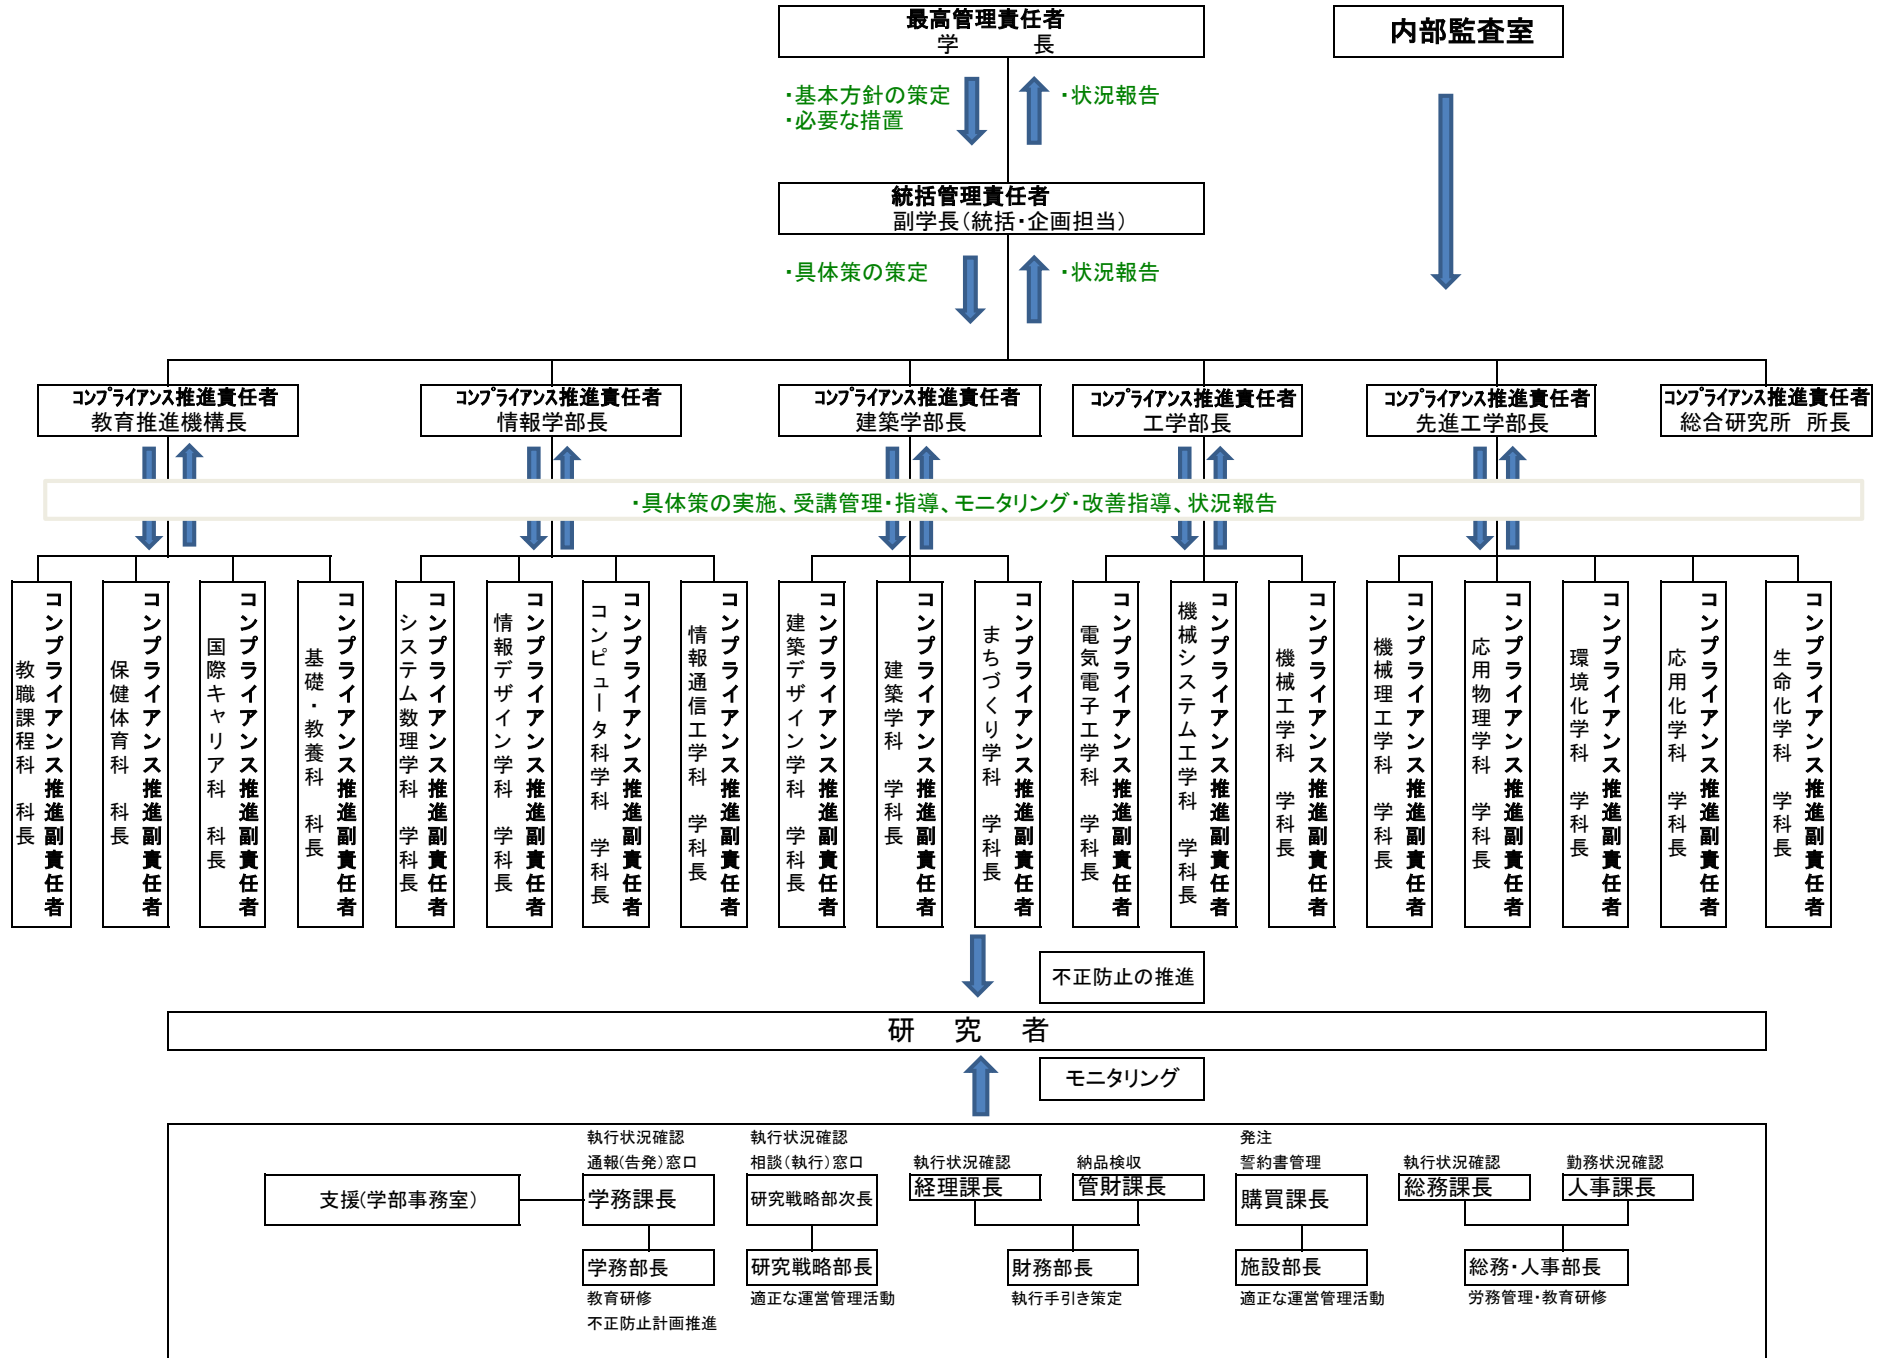 最高管理責任者
学　　　長
内部監査室
・基本方針の策定
・必要な措置
・状況報告
統括管理責任者
副学長（統括・企画担当）
・具体策の策定
・状況報告
ｺﾝﾌﾟﾗｲｱﾝｽ推進責任者
教育推進機構長
ｺﾝﾌﾟﾗｲｱﾝｽ推進責任者
情報学部長
ｺﾝﾌﾟﾗｲｱﾝｽ推進責任者
建築学部長
ｺﾝﾌﾟﾗｲｱﾝｽ推進責任者
工学部長
ｺﾝﾌﾟﾗｲｱﾝｽ推進責任者
先進工学部長
ｺﾝﾌﾟﾗｲｱﾝｽ推進責任者
総合研究所　所長
・具体策の実施、受講管理・指導、モニタリング・改善指導、状況報告
コンプライアンス推進副責任者
教職課程科　科長
コンプライアンス推進副責任者
保健体育科　科長
コンプライアンス推進副責任者
国際キャリア科　科長
コンプライアンス推進副責任者
基礎・教養科　科長
コンプライアンス推進副責任者
システム数理学科　学科長
コンプライアンス推進副責任者
情報デザイン学科　学科長
コンプライアンス推進副責任者
コンピュータ科学科　学科長
コンプライアンス推進副責任者
情報通信工学科　学科長
コンプライアンス推進副責任者
建築デザイン学科　学科長
コンプライアンス推進副責任者
建築学科　学科長
コンプライアンス推進副責任者
まちづくり学科　学科長
コンプライアンス推進副責任者
電気電子工学科　学科長
コンプライアンス推進副責任者
機械システム工学科　学科長
コンプライアンス推進副責任者
機械工学科　学科長
コンプライアンス推進副責任者
機械理工学科　学科長
コンプライアンス推進副責任者
応用物理学科　学科長
コンプライアンス推進副責任者
環境化学科　学科長
コンプライアンス推進副責任者
応用化学科　学科長
コンプライアンス推進副責任者
生命化学科　学科長
不正防止の推進
研　究　者
モニタリング
支援（学部事務室）
執行状況確認
通報（告発）窓口
学務課長
学務部長
教育研修
不正防止計画推進
執行状況確認
相談（執行）窓口
研究戦略部次長
研究戦略部長
適正な運営管理活動
執行状況確認
経理課長
納品検収
管財課長
財務部長
執行手引き策定
発注
誓約書管理
購買課長
施設部長
適正な運営管理活動
執行状況確認
総務課長
勤務状況確認
人事課長
総務・人事部長
労務管理・教育研修